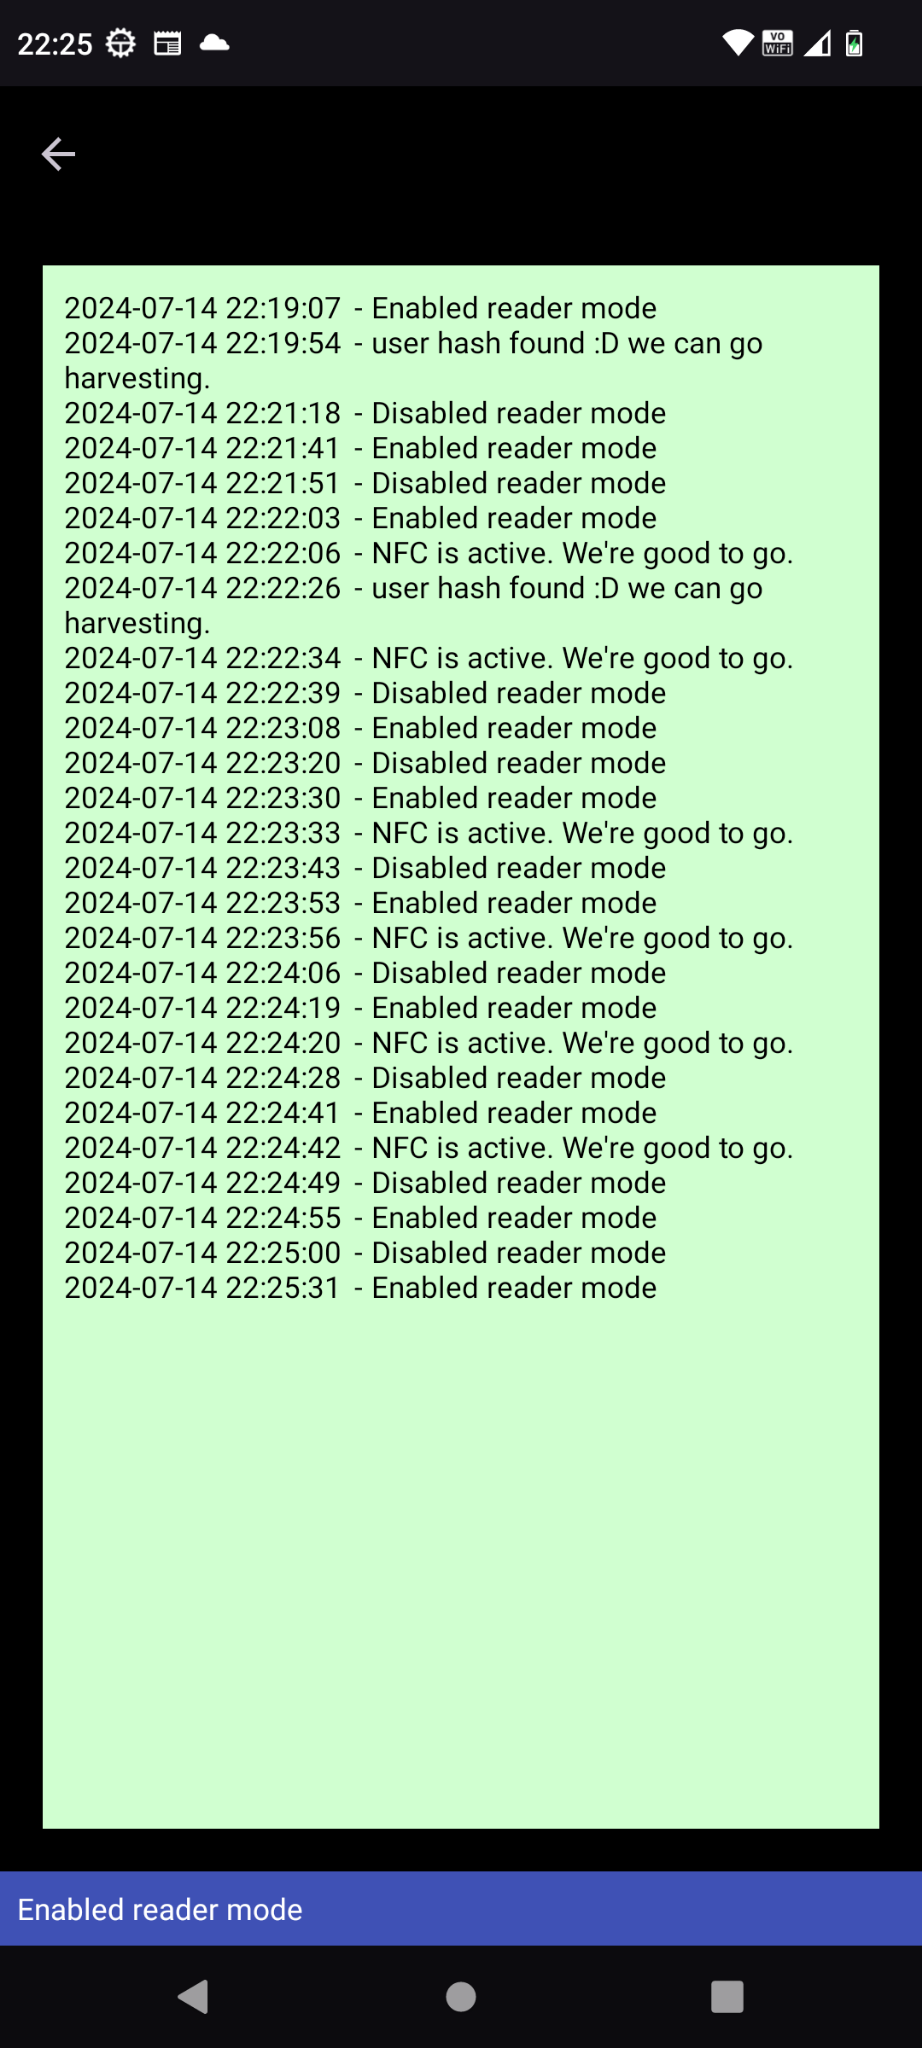 22:25
VO
WiFi
2024-07-14 22:19:07 - Enabled reader mode
2024-07-14 22:19:54 - user hash found :D we can go
harvesting.
2024-07-14 22:21:18 - Disabled reader mode
2024-07-14 22:21:41 - Enabled reader mode
2024-07-14 22:21:51 - Disabled reader mode
2024-07-14 22:22:03 - Enabled reader mode
2024-07-14 22:22:06 - NFC is active. We're good to go.
2024-07-14 22:22:26 - user hash found :D we can go
harvesting.
2024-07-14 22:22:34 - NFC is active. We're good to go.
2024-07-14 22:22:39 - Disabled reader mode
2024-07-14 22:23:08 - Enabled reader mode
2024-07-14 22:23:20 - Disabled reader mode
2024-07-14 22:23:30 - Enabled reader mode
2024-07-14 22:23:33 - NFC is active. We're good to go.
2024-07-14 22:23:43 - Disabled reader mode
2024-07-14 22:23:53 - Enabled reader mode
2024-07-14 22:23:56 - NFC is active. We're good to go.
2024-07-14 22:24:06 - Disabled reader mode
2024-07-14 22:24:19 - Enabled reader mode
2024-07-14 22:24:20 - NFC is active. We're good to go.
2024-07-14 22:24:28 - Disabled reader mode
2024-07-14 22:24:41 - Enabled reader mode
2024-07-14 22:24:42 - NFC is active. We're good to go.
2024-07-14 22:24:49 - Disabled reader mode
2024-07-14 22:24:55 - Enabled reader mode
2024-07-14 22:25:00 - Disabled reader mode
2024-07-14 22:25:31 - Enabled reader mode
Enabled reader mode